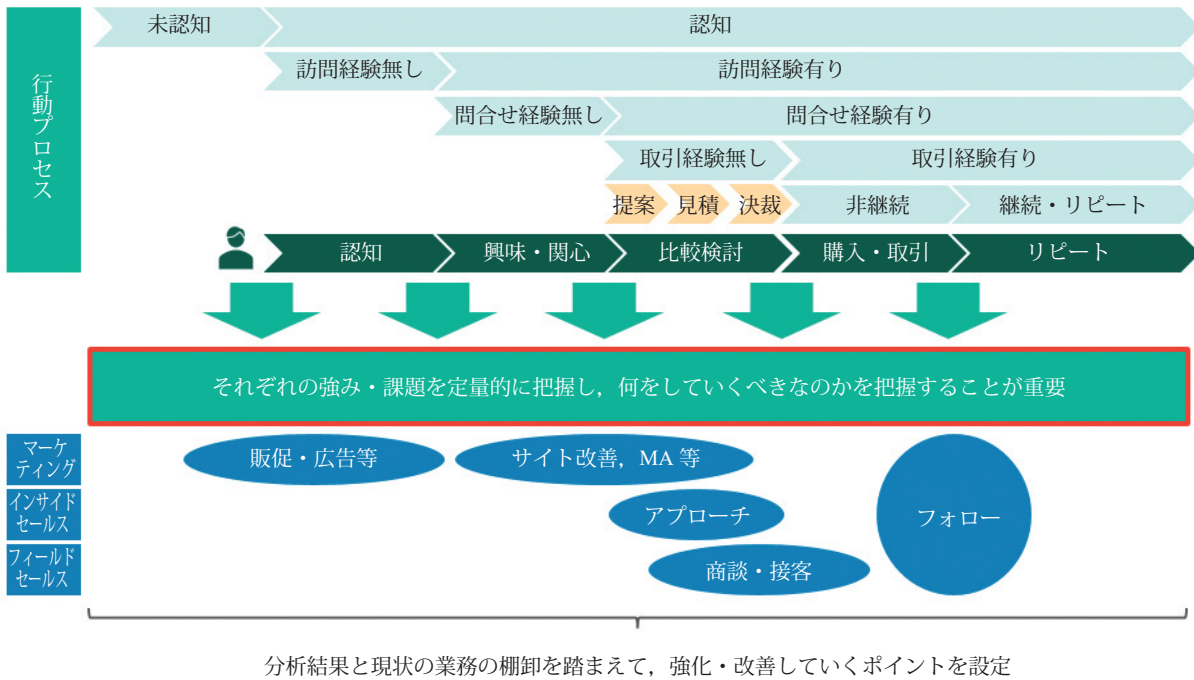 行動プロセス
未認知
認知
訪問経験無し
訪問経験有り
問合せ経験無し
問合せ経験有り
取引経験無し
取引経験有り
提案
見積
決裁
非継続
継続・リピート
認知
興味・関心
比較検討
購入・取引
リピート
それぞれの強み・課題を定量的に把握し，何をしていくべきなのかを把握することが重要
マーケ
ティング
販促・広告等
サイト改善，MA 等
インサイド
セールス
アプローチ
フォロー
フィールド
セールス
商談・接客
分析結果と現状の業務の棚卸を踏まえて，強化・改善していくポイントを設定